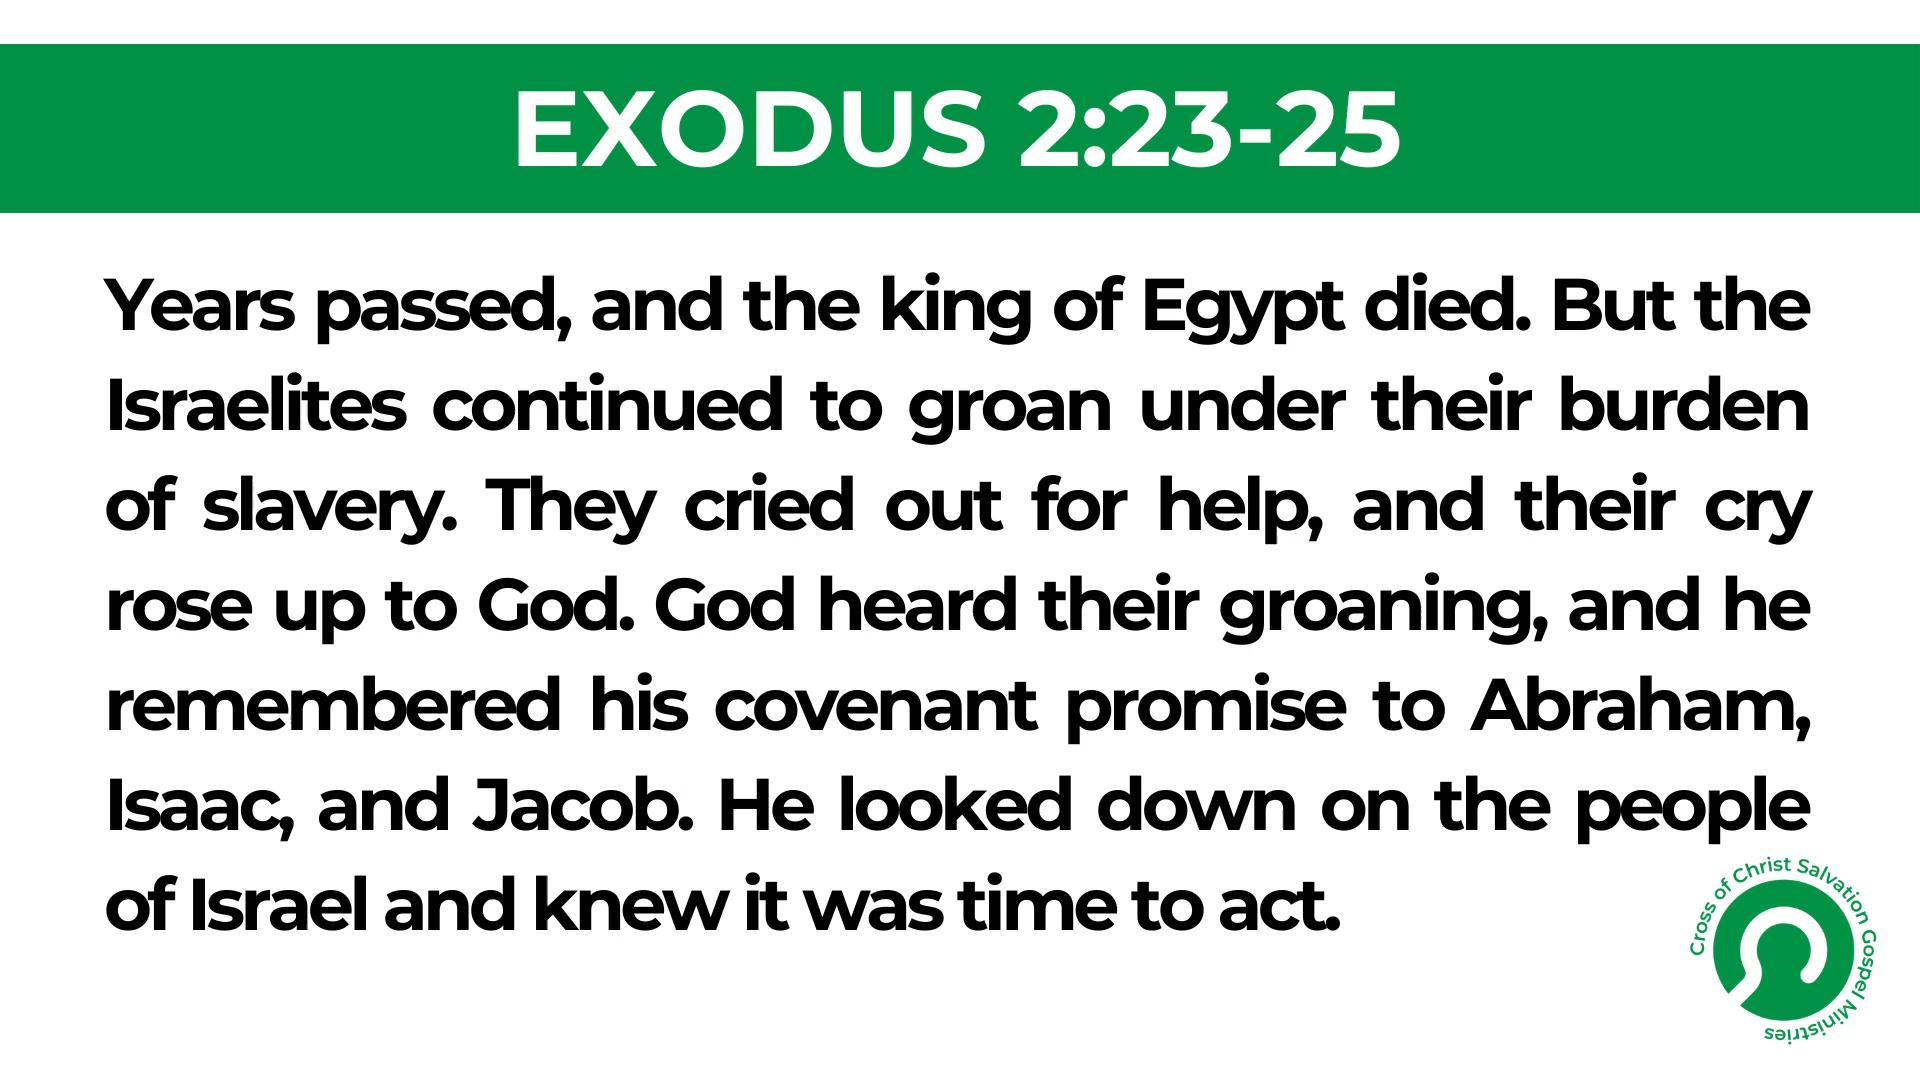 EXODUS 2:23-25
Years passed, and the king of Egypt died. But the
Israelites continued to groan under their burden
of slavery. They cried out for help, and their cry
rose up to God. God heard their groaning, and he
remembered his covenant promise to Abraham,
Isaac, and Jacob. He looked down on the people
of Israel and knew it was time to act.
Cross of Christ Salvation Gospel Ministries